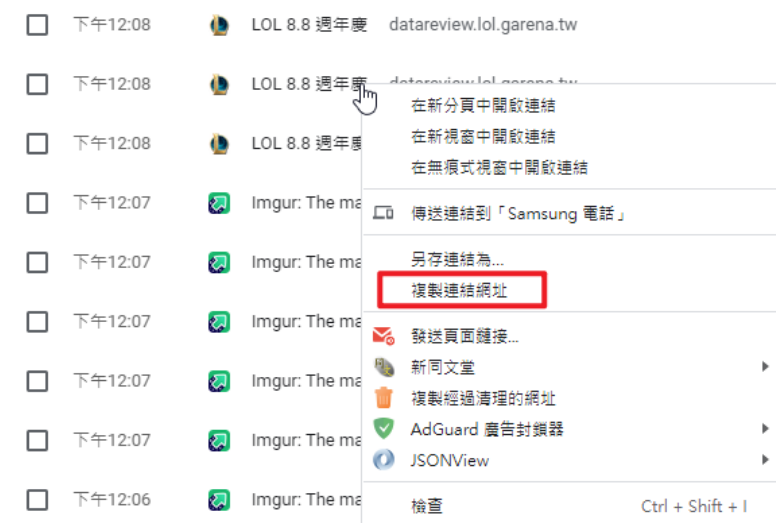 下午12:08 LOL 8.8 週年慶 datareview.lol.garena.tw
下午12:08 LOL 8.8 週年慶 datareview.lol.garena.tw
在新分頁中開啟連結
在新視窗中開啟連結
下午12:08 LOL 8.8 週年慶
在無痕式視窗中開啟連結
下午12:07 Imgur: The ma
傳送連結到「Samsung 電話」
下午12:07 Imgur: The ma
另存連結為...
複製連結網址
下午12:07 Imgur: The ma
發送頁面鏈接...
新同文堂
下午12:07 Imgur: The ma
複製經過清理的網址
AdGuard 廣告封鎖器
下午12:07 Imgur: The ma
JSONView
下午12:06 Imgur: The ma
檢查 Ctrl + Shift + I